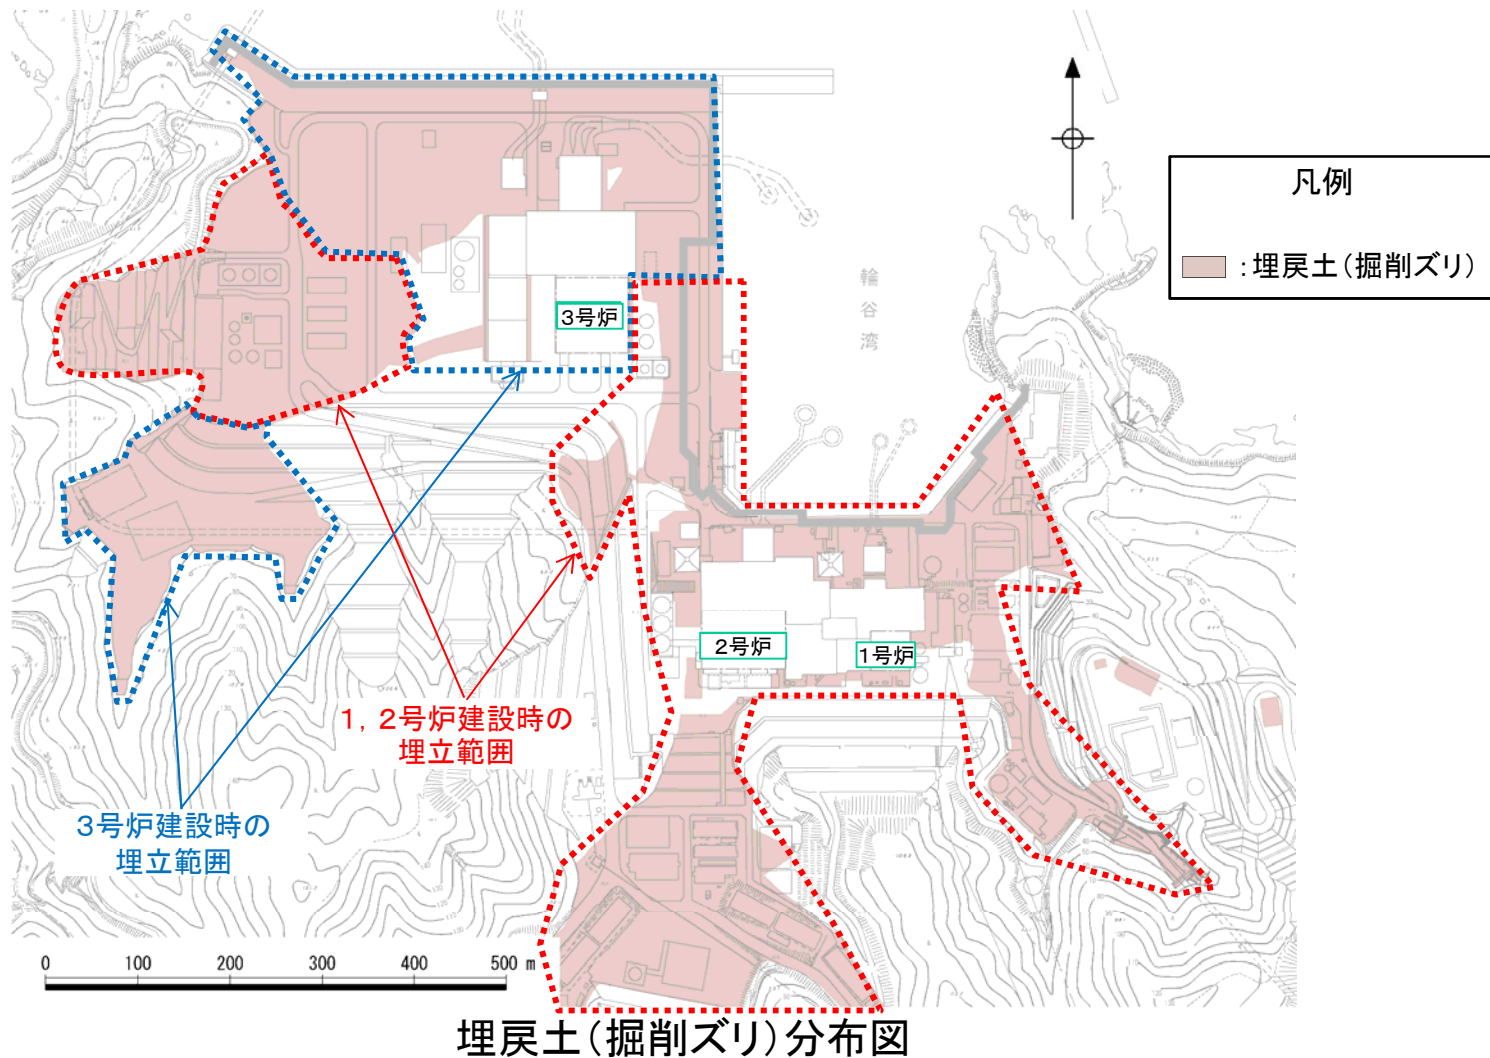 凡例
：埋戻土（掘削ズリ）
輪谷湾
3号炉
2号炉
1号炉
1，2号炉建設時の
埋立範囲
3号炉建設時の
埋立範囲
0 100 200 300 400 500 m
埋戻土（掘削ズリ）分布図